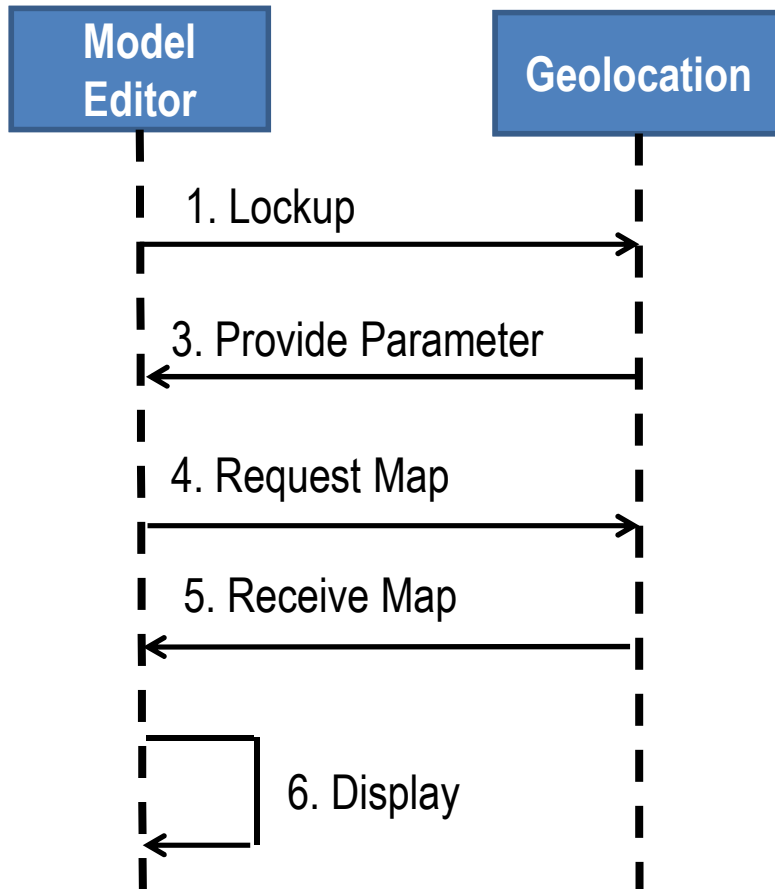 Model
Editor
Geolocation
1. Lockup
3. Provide Parameter
4. Request Map
5. Receive Map
6. Display